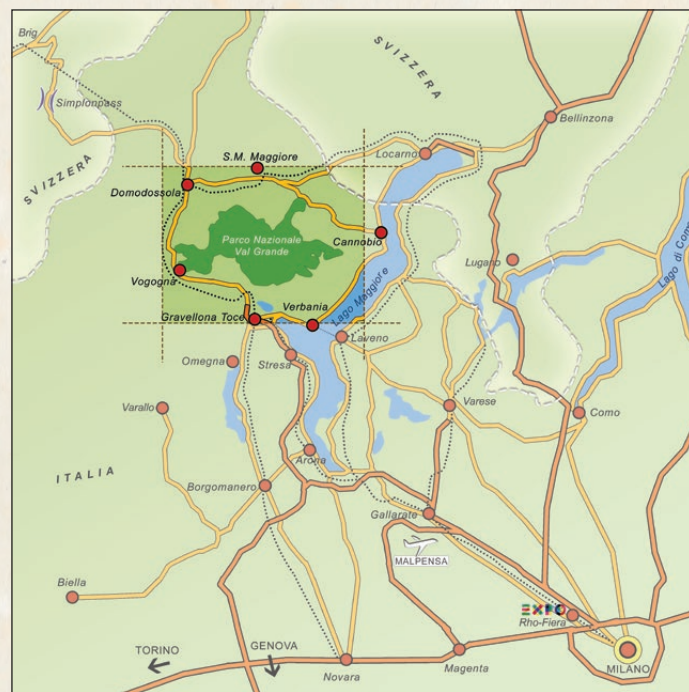 Brig
SVIZZERA
Simplonpass
Bellinzona
S.M. Maggiore
Locarno
SVIZZERA
Domodossola
Parco Nazionale
Val Grande
Cannobio
Lugano
Lago di Como
Vogogna
Lago Maggiore
Verbania
Gravellona Toce
Laveno
Omegna
Stresa
Varallo
Varese
Como
ITALIA
Arona
Borgomanero
Gallarate
MALPENSA
Biella
EXPO
Rho-Fiera
TORINO
GENOVA
MILANO
Novara
Magenta